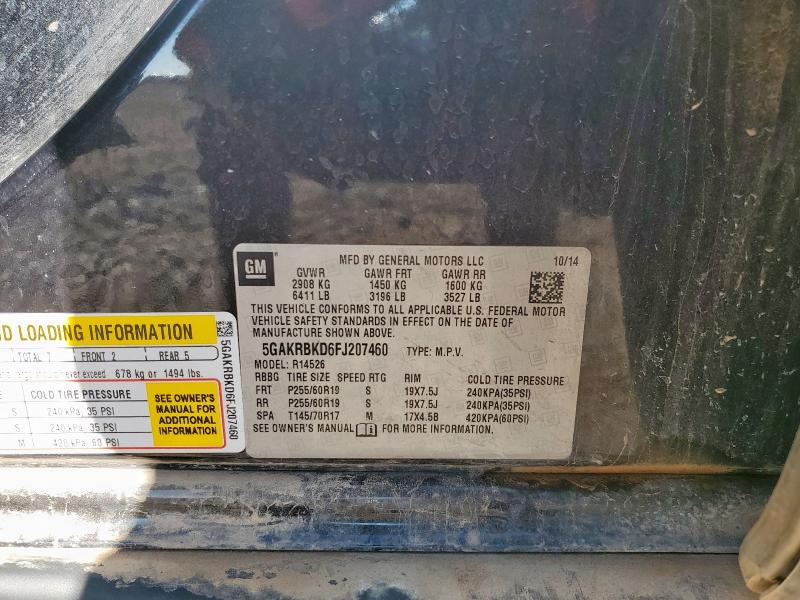 GM
MFD BY GENERAL MOTORS LLC 10/14
GVWR GAWR FRT GAWR RR
2908 KG 1450 KG 1600 KG
6411 LB 3196 LB 3527 LB
THIS VEHICLE CONFORMS TO ALL APPLICABLE U.S. FEDERAL MOTOR
VEHICLE SAFETY STANDARDS IN EFFECT ON THE DATE OF
MANUFACTURE SHOWN ABOVE.
5GAKRBKD6FJ207460 TYPE: M.P.V.
MODEL: R14526
RBBG TIRE SIZE SPEED RTG RIM COLD TIRE PRESSURE
FRT P255/60R19 S 19X7.5J 240KPA(35PSI)
RR P255/60R19 S 19X7.5J 240KPA(35PSI)
SPA T145/70R17 M 17X4.5B 420KPA(60PSI)
SEE OWNER'S MANUAL FOR MORE INFORMATION.
LOADING INFORMATION
TOTAL 7 FRONT 2 REAR 5
and cargo should never exceed 678 kg or 1494 lbs.
COLD TIRE PRESSURE
S 240 kPa, 35 PSI
S 240 kPa, 35 PSI
M 420 kPa, 60 PSI
SEE OWNER'S
MANUAL FOR
ADDITIONAL
INFORMATION
5GAKRBKD6FJ207460